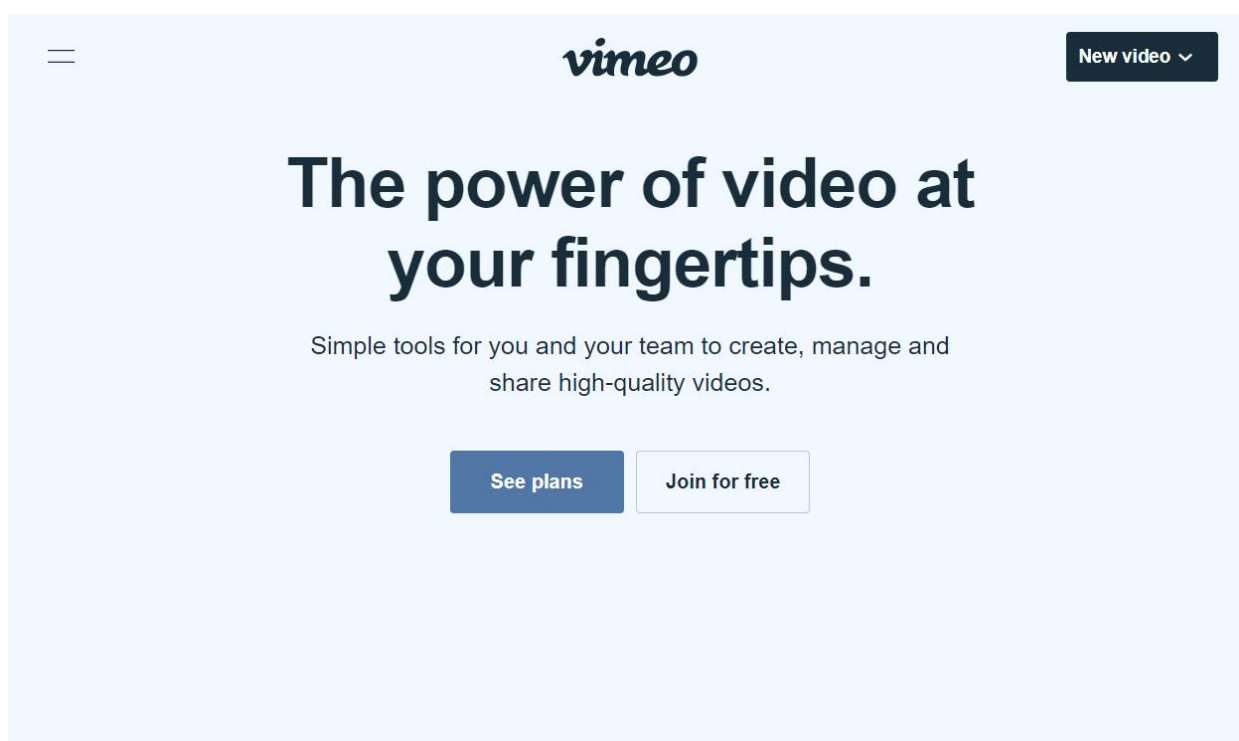 vimeo
New video
The power of video at
your fingertips.
Simple tools for you and your team to create, manage and
share high-quality videos.
See plans
Join for free